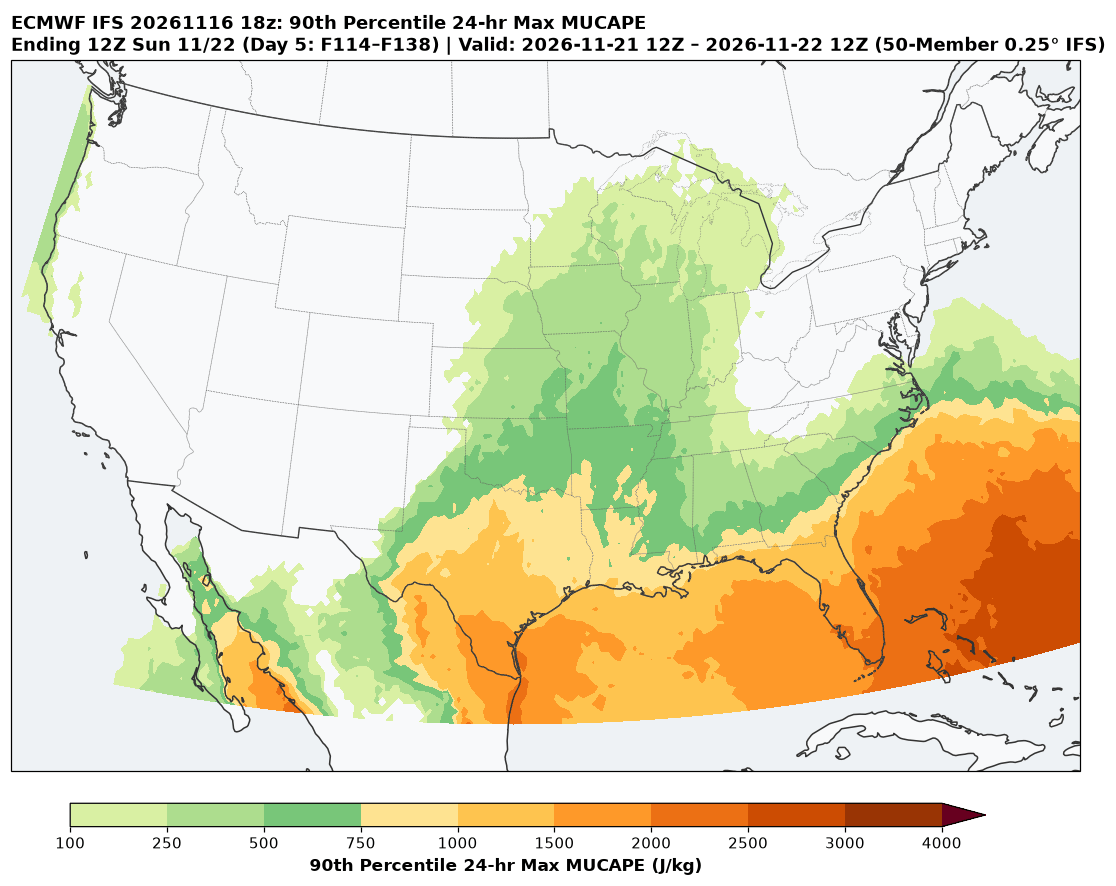 ECMWF IFS 20261116 18z: 90th Percentile 24-hr Max MUCAPE
Ending 12Z Sun 11/22 (Day 5: F114–F138) | Valid: 2026-11-21 12Z – 2026-11-22 12Z (50-Member 0.25° IFS)
100 250 500 750 1000 1500 2000 2500 3000 4000
90th Percentile 24-hr Max MUCAPE (J/kg)